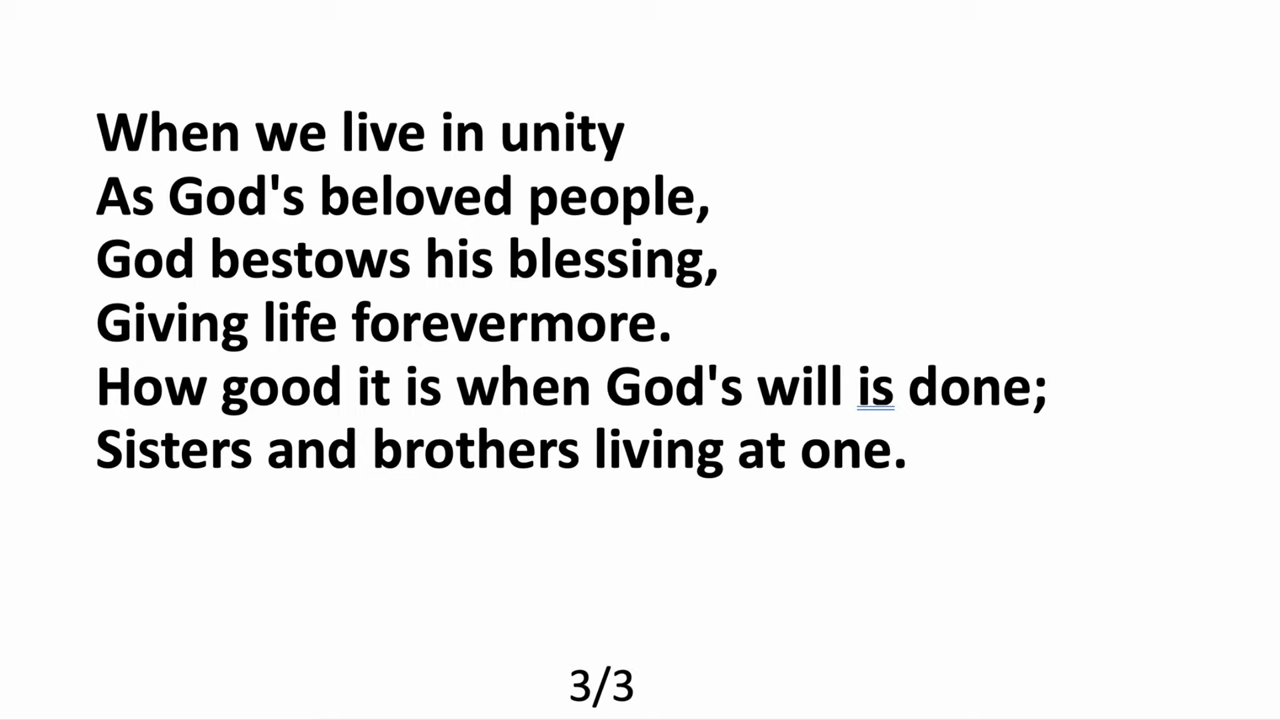 When we live in unity
As God's beloved people,
God bestows his blessing,
Giving life forevermore.
How good it is when God's will is done;
Sisters and brothers living at one.
3/3